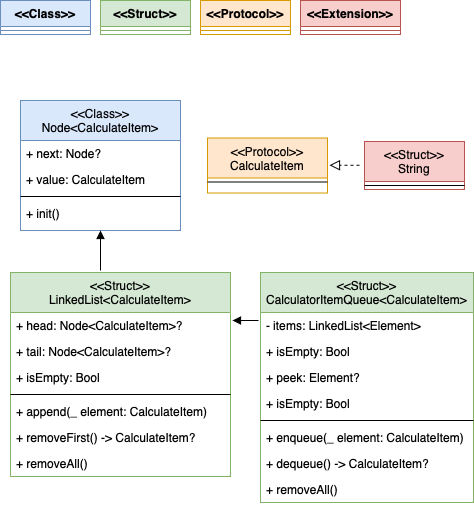 <<Class>>
<<Struct>>
<<Protocol>>
<<Extension>>
<<Class>>
Node<CalculateItem>
+ next: Node?
+ value: CalculateItem
+ init()
<<Protocol>>
CalculateItem
<<Struct>>
String
<<Struct>>
LinkedList<CalculateItem>
+ head: Node<CalculateItem>?
+ tail: Node<CalculateItem>?
+ isEmpty: Bool
+ append(_ element: CalculateItem)
+ removeFirst() -> CalculateItem?
+ removeAll()
<<Struct>>
CalculatorItemQueue<CalculateItem>
- items: LinkedList<Element>
+ isEmpty: Bool
+ peek: Element?
+ isEmpty: Bool
+ enqueue(_ element: CalculateItem)
+ dequeue() -> CalculateItem?
+ removeAll()